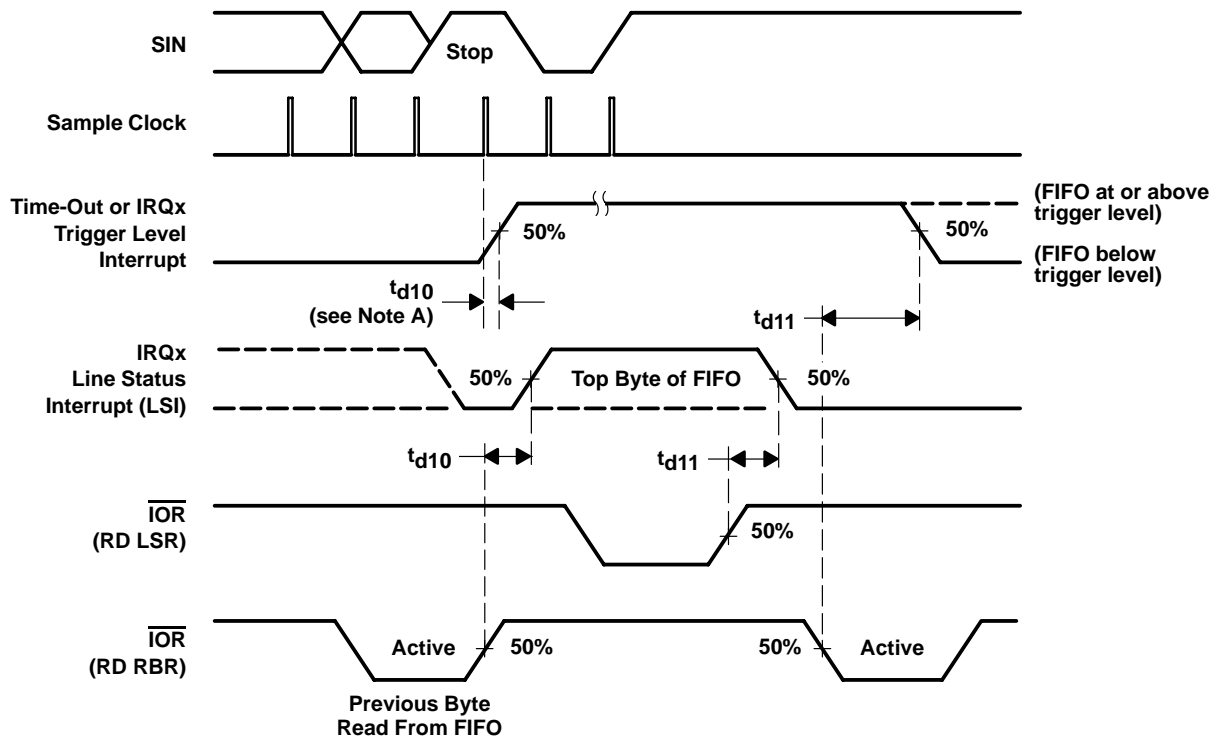 SIN
Stop
Sample Clock
Time-Out or IRQx
Trigger Level
Interrupt
50%
50%
(FIFO at or above
trigger level)
(FIFO below
trigger level)
td10
(see Note A)
td11
IRQx
Line Status
Interrupt (LSI)
50%
Top Byte of FIFO
50%
td10
td11
IOR
(RD LSR)
50%
IOR
(RD RBR)
Active
50%
50%
Active
Previous Byte
Read From FIFO